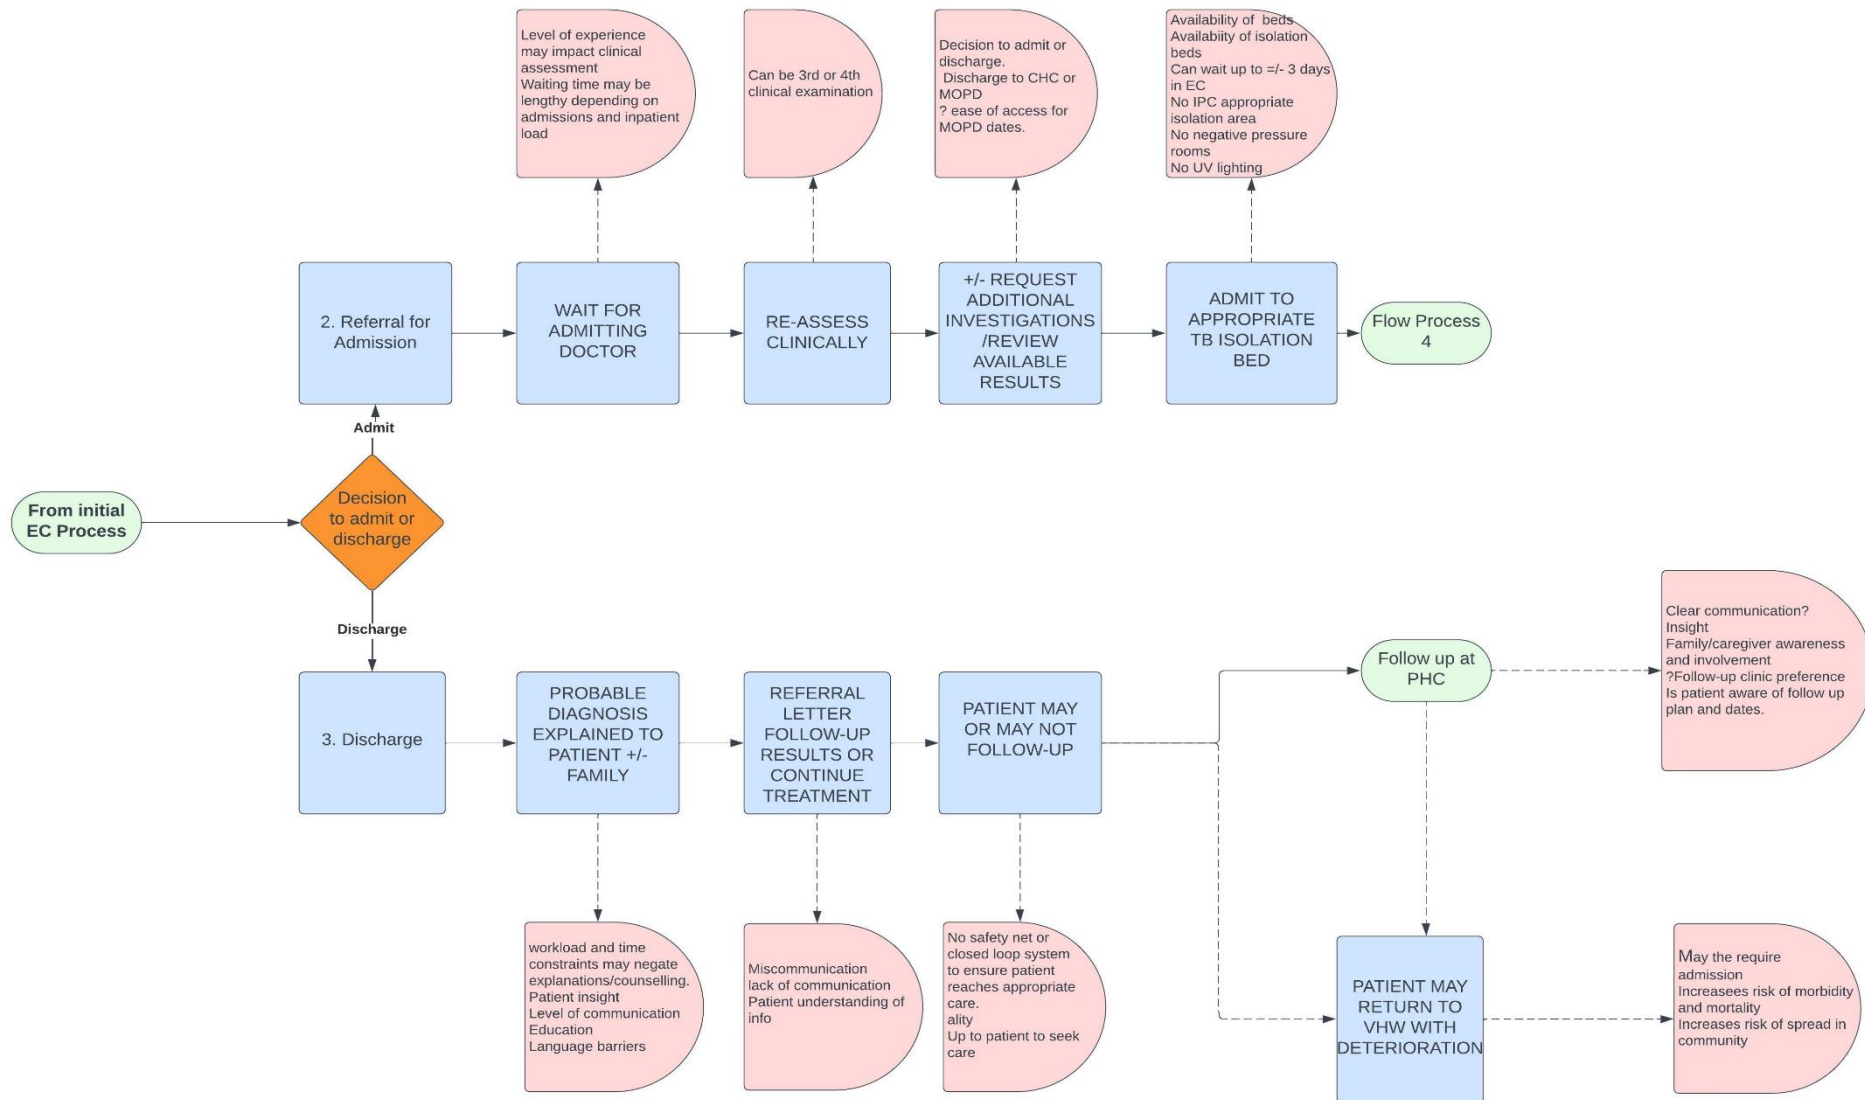 Level of experience
may impact clinical
assessment
Waiting time may be
lengthy depending on
admissions and inpatient
load
Can be 3rd or 4th
clinical examination
Decision to admit or
discharge.
Discharge to CHC or
MOPD
? ease of access for
MOPD dates.
Availability of  beds
Availabiity of isolation
beds
Can wait up to =/- 3 days
in EC
No IPC appropriate
isolation area
No negative pressure
rooms
No UV lighting
2. Referral for
Admission
WAIT FOR
ADMITTING
DOCTOR
RE-ASSESS
CLINICALLY
+/- REQUEST
ADDITIONAL
INVESTIGATIONS
/REVIEW
AVAILABLE
RESULTS
ADMIT TO
APPROPRIATE
TB ISOLATION
BED
Flow Process
4
Admit
From initial
EC Process
Decision
to admit or
discharge
Discharge
3. Discharge
PROBABLE
DIAGNOSIS
EXPLAINED TO
PATIENT +/-
FAMILY
REFERRAL
LETTER
FOLLOW-UP
RESULTS OR
CONTINUE
TREATMENT
PATIENT MAY
OR MAY NOT
FOLLOW-UP
Follow up at
PHC
Clear communication?
Insight
Family/caregiver awareness
and involvement
?Follow-up clinic preference
Is patient aware of follow up
plan and dates.
workload and time
constraints may negate
explanations/counselling.
Patient insight
Level of communication
Education
Language barriers
Miscommunication
lack of communication
Patient understanding of
info
No safety net or
closed loop system
to ensure patient
reaches appropriate
care.
ality
Up to patient to seek
care
PATIENT MAY
RETURN TO
VHW WITH
DETERIORATION
May the require
admission
Increasees risk of morbidity
and mortality
Increases risk of spread in
community